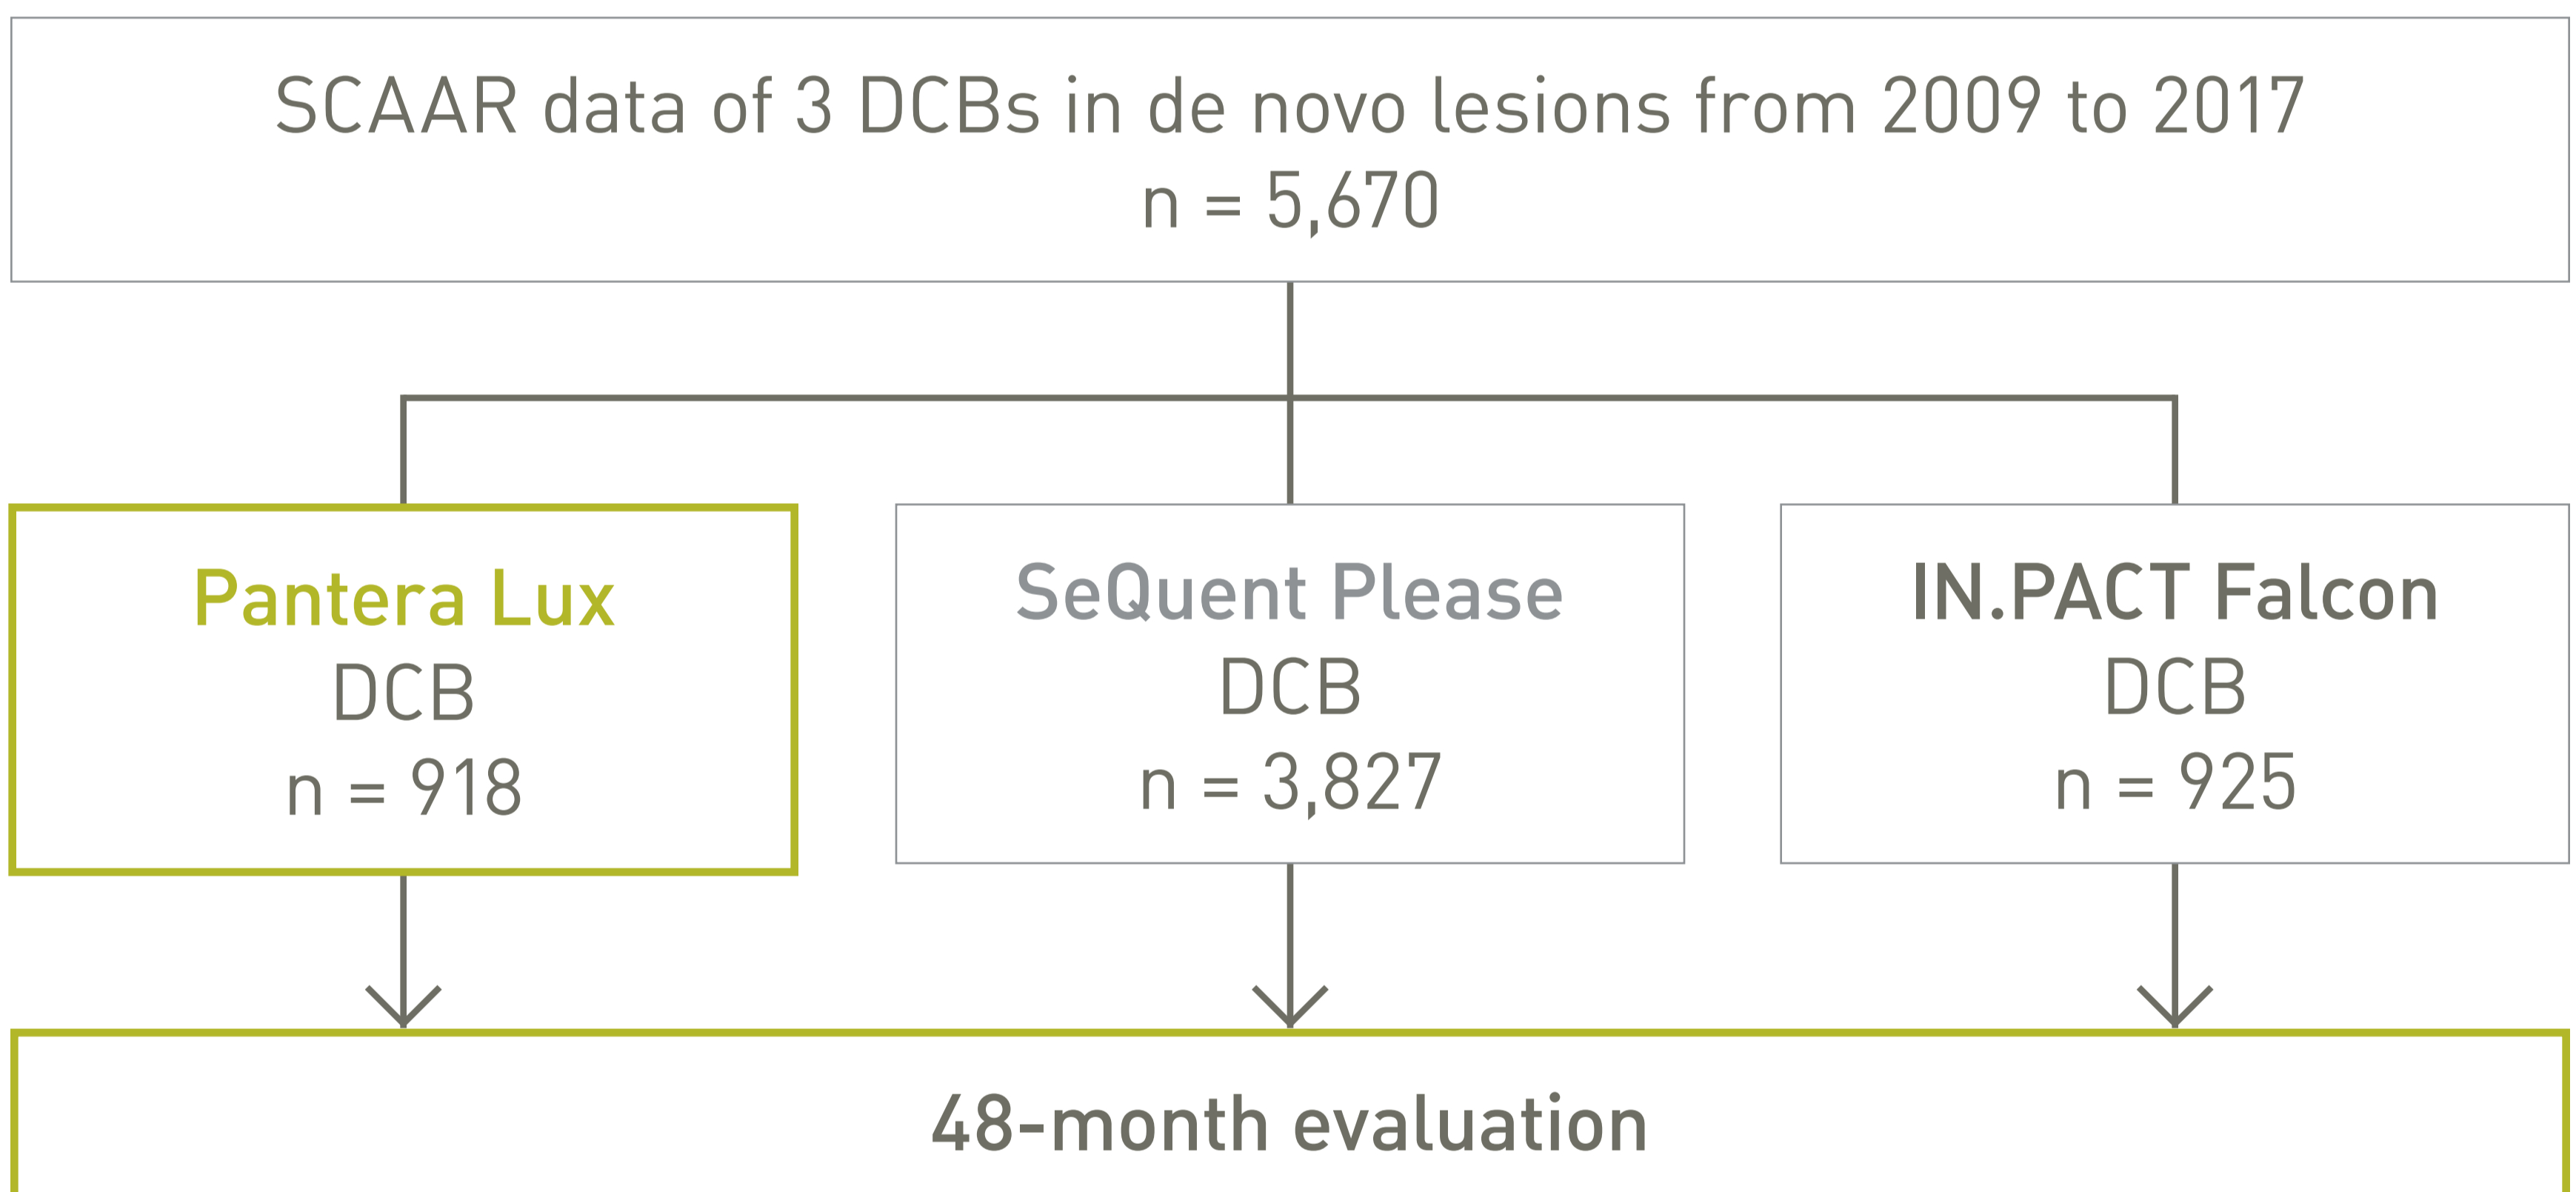 SCAAR data of 3 DCBs in de novo lesions from 2009 to 2017
n = 5,670
Pantera Lux
DCB
n = 918
SeQuent Please
DCB
n = 3,827
IN.PACT Falcon
DCB
n = 925
48-month evaluation